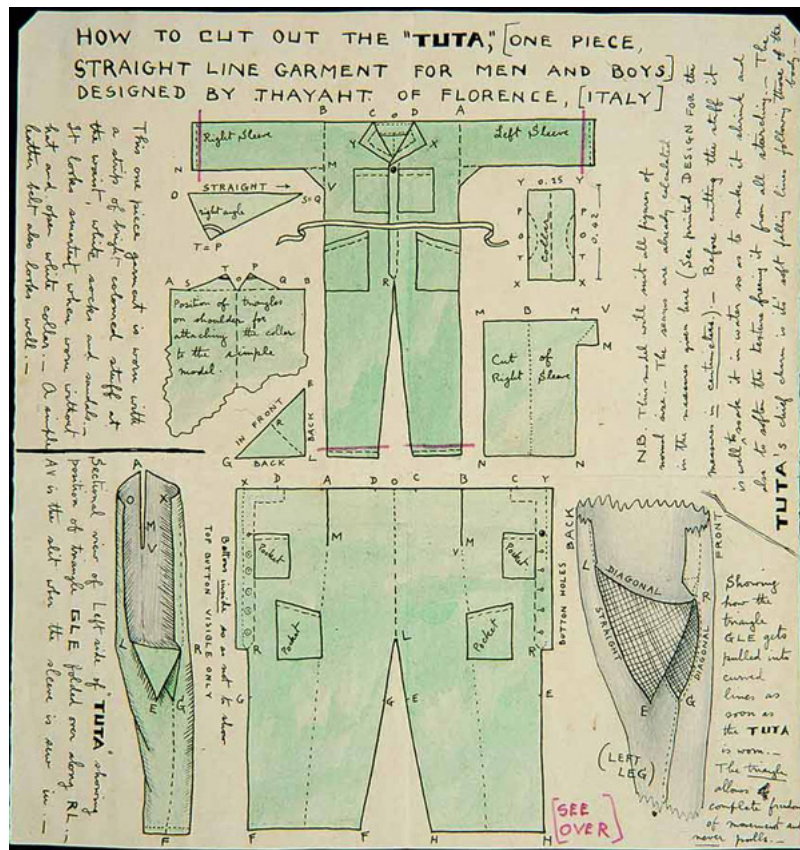 HOW TO CUT OUT THE "TUTA", [ONE PIECE,
STRAIGHT LINE GARMENT FOR MEN AND BOYS]
DESIGNED BY THAYAHT OF FLORENCE, [ITALY]
B C O D A
Right Sleeve
Left Sleeve
Y X
N
M
V
O STRAIGHT →
S=Q
right angle
T=P
R
Y 0.25 Y
P P
O collar O
T T
X X
0.42
A S T O P Q B
Position of triangles
on shoulder for
attaching the collar
to the simple
model.
M B M V
M
Cut of
Right Sleeve
N N
E
IN FRONT
R
BACK
G BACK L
This one piece garment is worn with
a strip of bright coloured stuff at
the waist, white socks and sandals.–
It looks smartest when worn without
hat and open white collar.– A simple
leather belt also looks well.–
NB. This model will suit all figures of
normal size.– The seams are already calculated
in the measures given here (See printed DESIGN for the
measures in centimeters).– Before cutting the stuff it
is well to soak it in water so as to make it shrink and
also to soften the texture freeing it from all starching.– The
TUTA's chief charm is its soft falling lines following those of the
body.–
A
O X
M
V
L R
E G
F
Sectional view of Left side of "TUTA" showing
position of triangle GLE folded over along RL.–
AV is the slit when the sleeve is sewn in.–
Buttons inside so as not to show
TOP BUTTON VISIBLE ONLY
X D A D O C B C Y
M V M
Pocket Pocket
Pocket Pocket
R L R
G G E E
F F H H
BUTTON HOLES
BACK
FRONT
L
DIAGONAL
R
STRAIGHT
DIAGONAL
E G
(LEFT
LEG)
Showing
how the
triangle
GLE gets
pulled into
curved
lines as
soon as
the TUTA
is worn.–
The triangle
allows
complete freedom
of movement and
never pulls.–
[SEE
OVER]